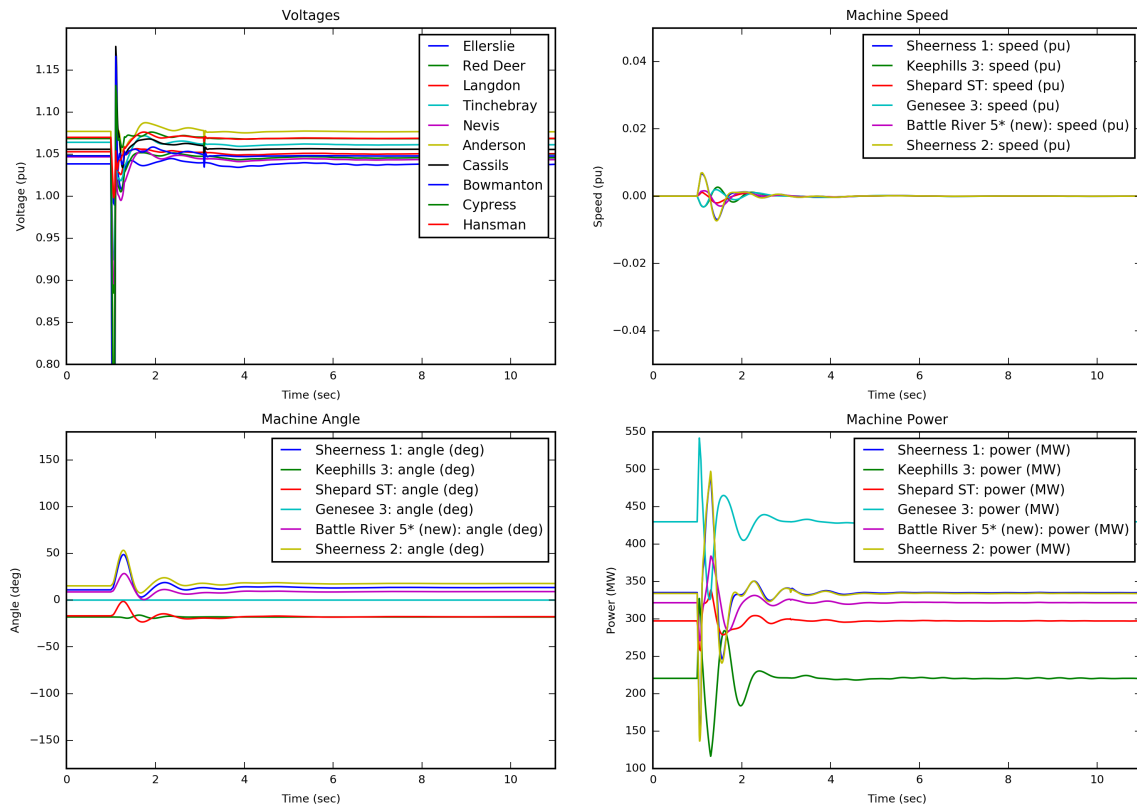 Voltages
Voltage (pu)
1.15
1.10
1.05
1.00
0.95
0.90
0.85
0.80
Ellerslie
Red Deer
Langdon
Tinchebray
Nevis
Anderson
Cassils
Bowmanton
Cypress
Hansman
0 2 4 6 8 10
Time (sec)
Machine Speed
Speed (pu)
0.04
0.02
0.00
−0.02
−0.04
Sheerness 1: speed (pu)
Keephills 3: speed (pu)
Shepard ST: speed (pu)
Genesee 3: speed (pu)
Battle River 5* (new): speed (pu)
Sheerness 2: speed (pu)
0 2 4 6 8 10
Time (sec)
Machine Angle
Angle (deg)
150
100
50
0
−50
−100
−150
Sheerness 1: angle (deg)
Keephills 3: angle (deg)
Shepard ST: angle (deg)
Genesee 3: angle (deg)
Battle River 5* (new): angle (deg)
Sheerness 2: angle (deg)
0 2 4 6 8 10
Time (sec)
Machine Power
Power (MW)
550
500
450
400
350
300
250
200
150
100
Sheerness 1: power (MW)
Keephills 3: power (MW)
Shepard ST: power (MW)
Genesee 3: power (MW)
Battle River 5* (new): power (MW)
Sheerness 2: power (MW)
0 2 4 6 8 10
Time (sec)